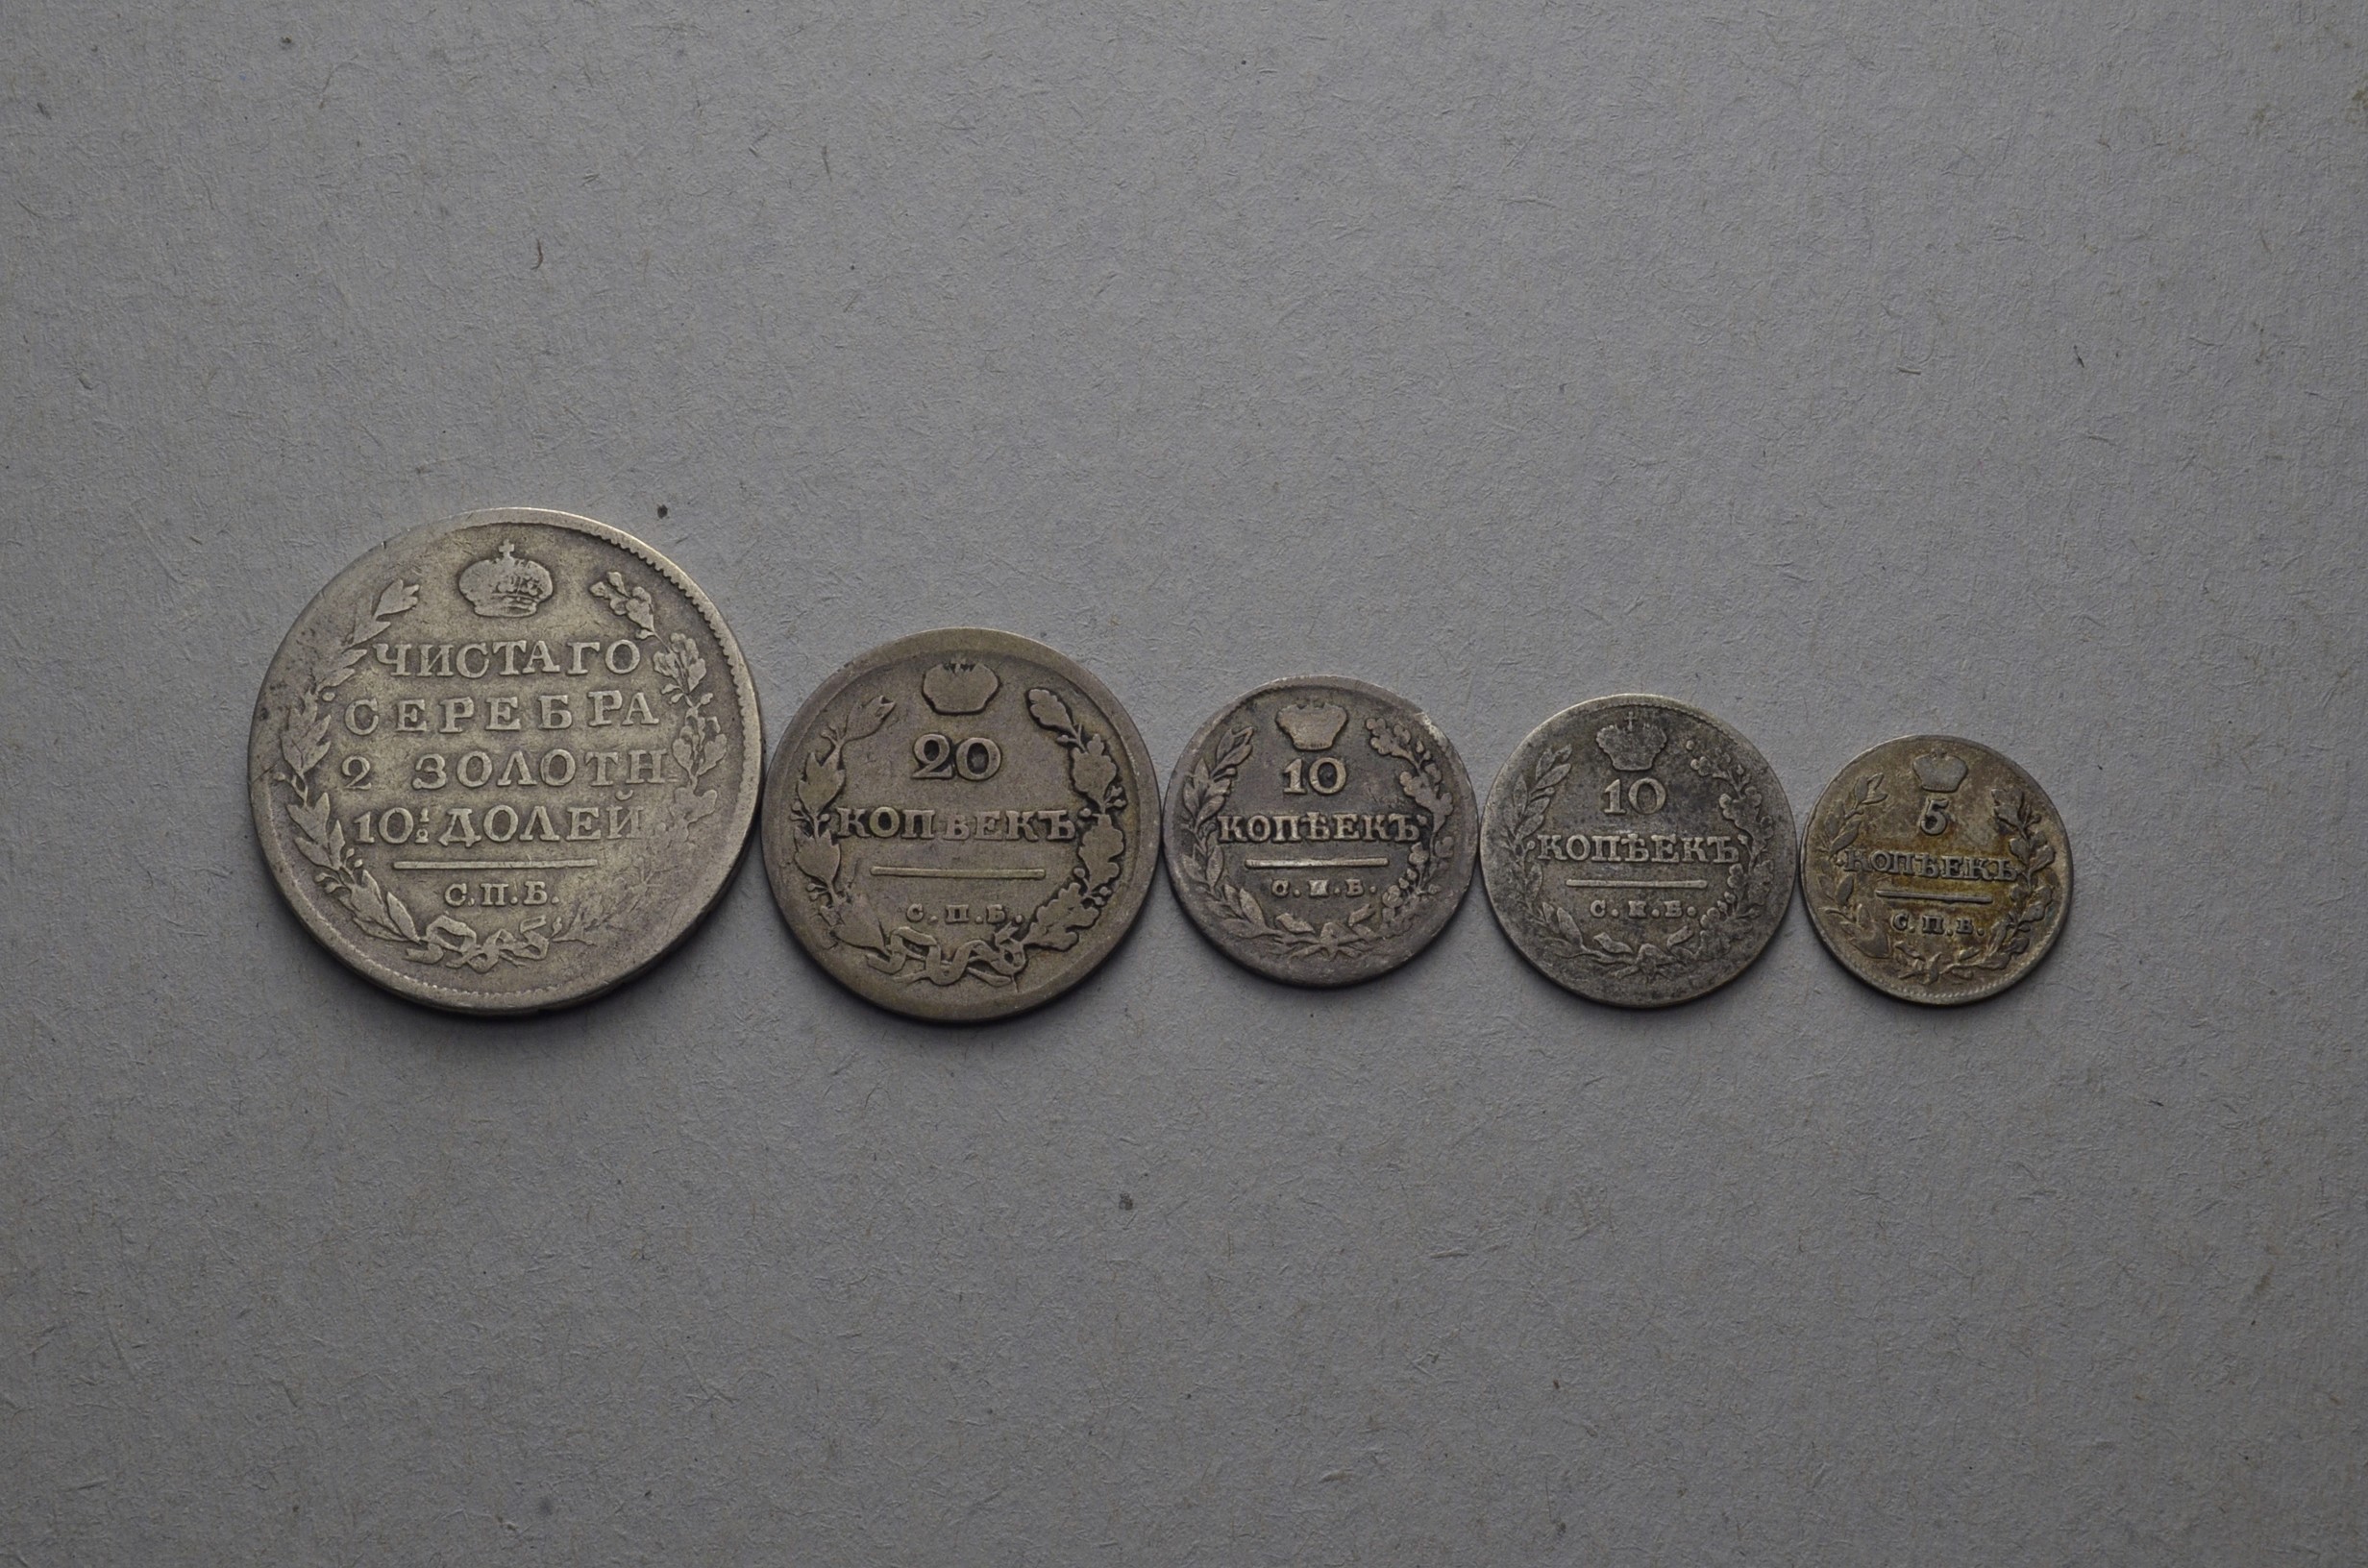 ЧИСТАГО
СЕРЕБРА
2 ЗОЛОТН.
10½ ДОЛЕЙ
С.П.Б.
20
КОПѢЕКЪ
С.П.Б.
10
КОПѢЕКЪ
С.П.Б.
10
КОПѢЕКЪ
С.П.Б.
5
КОПѢЕКЪ
С.П.Б.